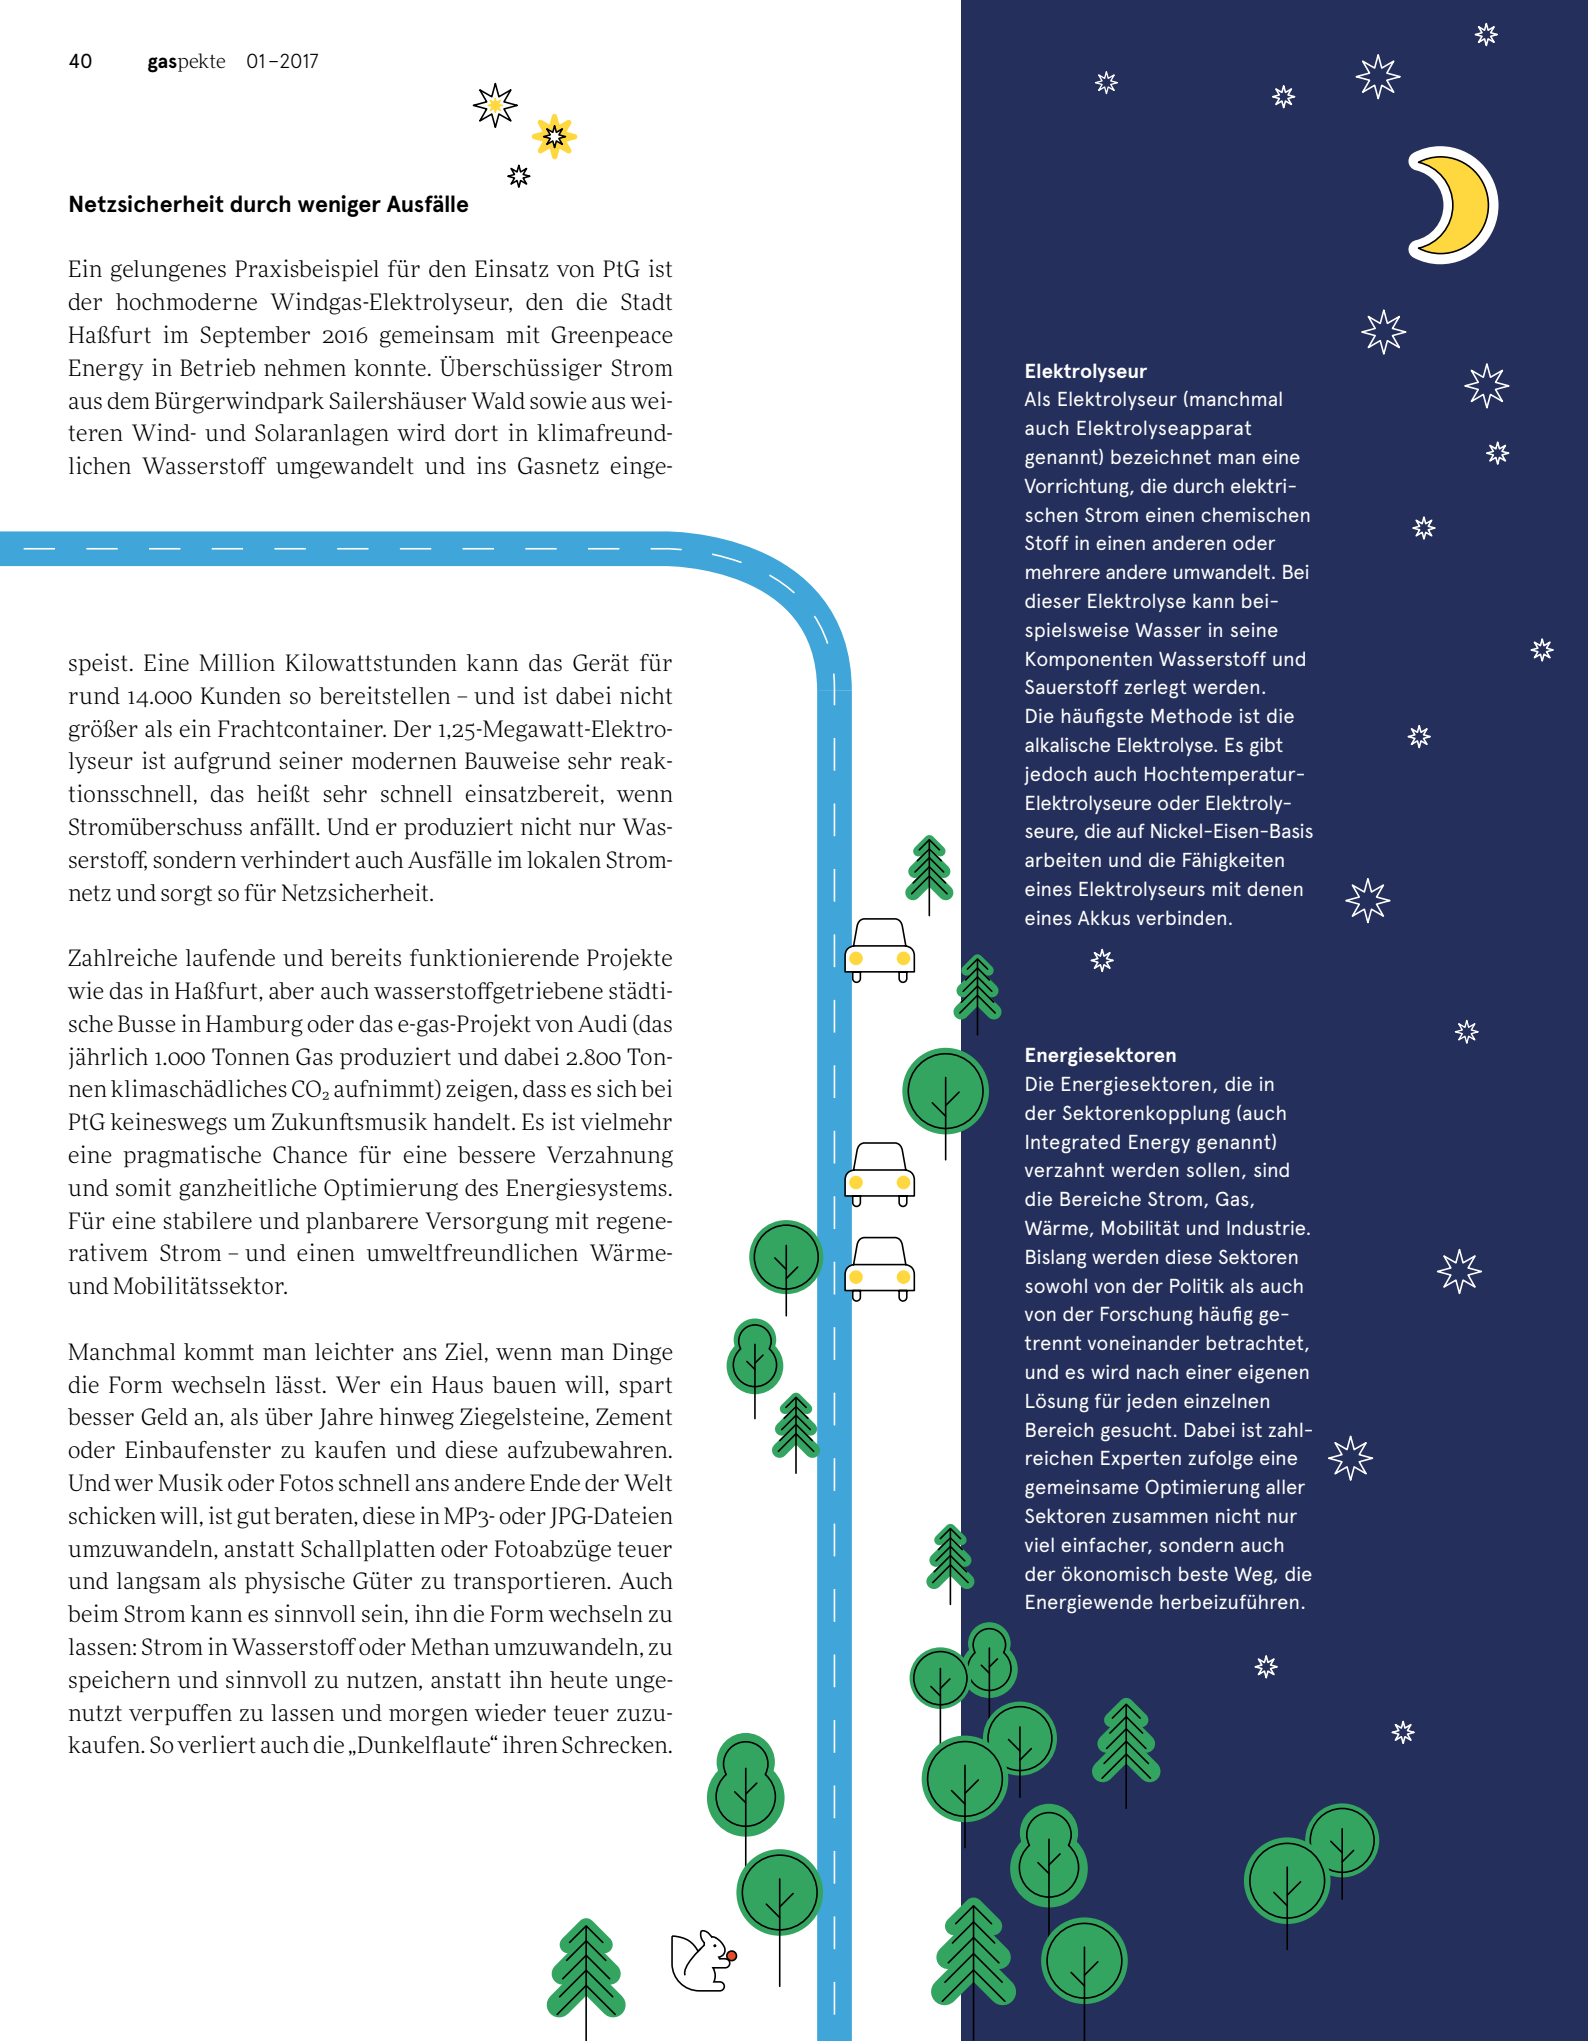 40 gaspekte 01–2017
Netzsicherheit durch weniger Ausfälle
Ein gelungenes Praxisbeispiel für den Einsatz von PtG ist
der hochmoderne Windgas-Elektrolyseur, den die Stadt
Haßfurt im September 2016 gemeinsam mit Greenpeace
Energy in Betrieb nehmen konnte. Überschüssiger Strom
aus dem Bürgerwindpark Sailershäuser Wald sowie aus wei-
teren Wind- und Solaranlagen wird dort in klimafreund-
lichen Wasserstoff umgewandelt und ins Gasnetz einge-
speist. Eine Million Kilowattstunden kann das Gerät für
rund 14.000 Kunden so bereitstellen – und ist dabei nicht
größer als ein Frachtcontainer. Der 1,25-Megawatt-Elektro-
lyseur ist aufgrund seiner modernen Bauweise sehr reak-
tionsschnell, das heißt sehr schnell einsatzbereit, wenn
Stromüberschuss anfällt. Und er produziert nicht nur Was-
serstoff, sondern verhindert auch Ausfälle im lokalen Strom-
netz und sorgt so für Netzsicherheit.
Zahlreiche laufende und bereits funktionierende Projekte
wie das in Haßfurt, aber auch wasserstoffgetriebene städti-
sche Busse in Hamburg oder das e-gas-Projekt von Audi (das
jährlich 1.000 Tonnen Gas produziert und dabei 2.800 Ton-
nen klimaschädliches CO₂ aufnimmt) zeigen, dass es sich bei
PtG keineswegs um Zukunftsmusik handelt. Es ist vielmehr
eine pragmatische Chance für eine bessere Verzahnung
und somit ganzheitliche Optimierung des Energiesystems.
Für eine stabilere und planbarere Versorgung mit regene-
rativem Strom – und einen umweltfreundlichen Wärme-
und Mobilitätssektor.
Manchmal kommt man leichter ans Ziel, wenn man Dinge
die Form wechseln lässt. Wer ein Haus bauen will, spart
besser Geld an, als über Jahre hinweg Ziegelsteine, Zement
oder Einbaufenster zu kaufen und diese aufzubewahren.
Und wer Musik oder Fotos schnell ans andere Ende der Welt
schicken will, ist gut beraten, diese in MP3- oder JPG-Dateien
umzuwandeln, anstatt Schallplatten oder Fotoabzüge teuer
und langsam als physische Güter zu transportieren. Auch
beim Strom kann es sinnvoll sein, ihn die Form wechseln zu
lassen: Strom in Wasserstoff oder Methan umzuwandeln, zu
speichern und sinnvoll zu nutzen, anstatt ihn heute unge-
nutzt verpuffen zu lassen und morgen wieder teuer zuzu-
kaufen. So verliert auch die „Dunkelflaute“ ihren Schrecken.
Elektrolyseur
Als Elektrolyseur (manchmal
auch Elektrolyseapparat
genannt) bezeichnet man eine
Vorrichtung, die durch elektri-
schen Strom einen chemischen
Stoff in einen anderen oder
mehrere andere umwandelt. Bei
dieser Elektrolyse kann bei-
spielsweise Wasser in seine
Komponenten Wasserstoff und
Sauerstoff zerlegt werden.
Die häufigste Methode ist die
alkalische Elektrolyse. Es gibt
jedoch auch Hochtemperatur-
Elektrolyseure oder Elektroly-
seure, die auf Nickel-Eisen-Basis
arbeiten und die Fähigkeiten
eines Elektrolyseurs mit denen
eines Akkus verbinden.
Energiesektoren
Die Energiesektoren, die in
der Sektorenkopplung (auch
Integrated Energy genannt)
verzahnt werden sollen, sind
die Bereiche Strom, Gas,
Wärme, Mobilität und Industrie.
Bislang werden diese Sektoren
sowohl von der Politik als auch
von der Forschung häufig ge-
trennt voneinander betrachtet,
und es wird nach einer eigenen
Lösung für jeden einzelnen
Bereich gesucht. Dabei ist zahl-
reichen Experten zufolge eine
gemeinsame Optimierung aller
Sektoren zusammen nicht nur
viel einfacher, sondern auch
der ökonomisch beste Weg, die
Energiewende herbeizuführen.